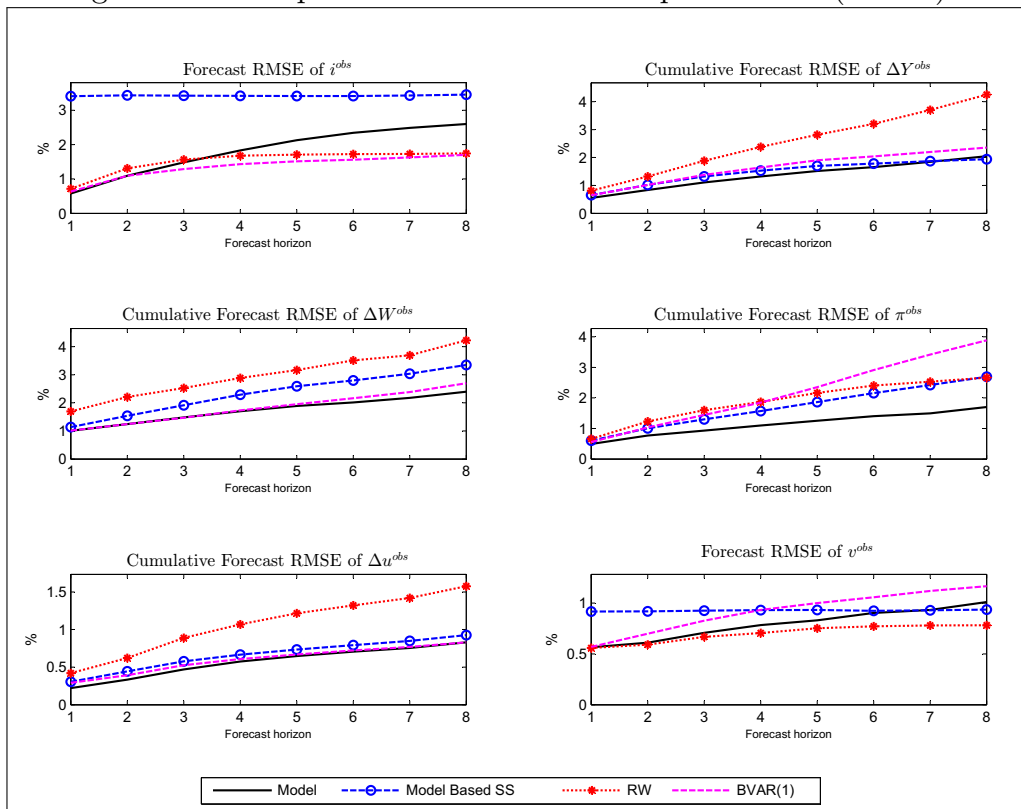 Forecast RMSE of i^obs
%
3
2
1
0
1 2 3 4 5 6 7 8
Forecast horizon
Cumulative Forecast RMSE of ΔY^obs
%
4
3
2
1
0
1 2 3 4 5 6 7 8
Forecast horizon
Cumulative Forecast RMSE of ΔW^obs
%
4
3
2
1
0
1 2 3 4 5 6 7 8
Forecast horizon
Cumulative Forecast RMSE of π^obs
%
4
3
2
1
0
1 2 3 4 5 6 7 8
Forecast horizon
Cumulative Forecast RMSE of Δu^obs
%
1.5
1
0.5
0
1 2 3 4 5 6 7 8
Forecast horizon
Forecast RMSE of v^obs
%
1
0.5
0
1 2 3 4 5 6 7 8
Forecast horizon
Model Model Based SS RW BVAR(1)